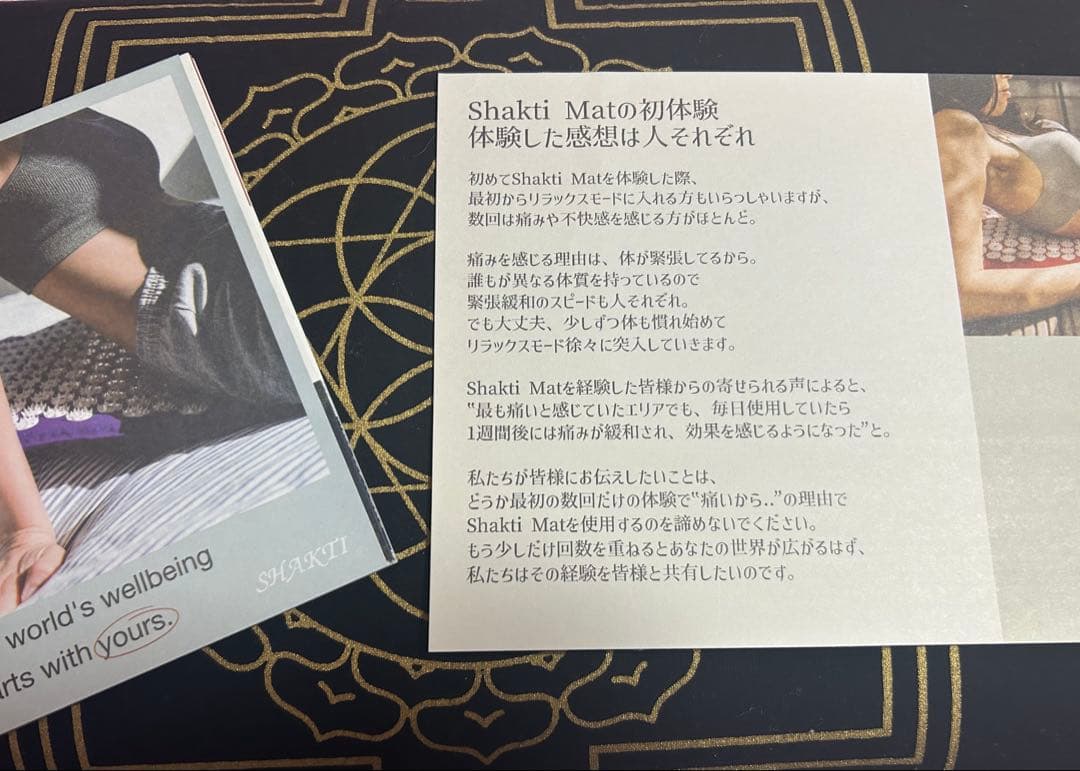 Shakti Matの初体験
体験した感想は人それぞれ
初めてShakti Matを体験した際、
最初からリラックスモードに入れる方もいらっしゃいますが、
数回は痛みや不快感を感じる方がほとんど。
痛みを感じる理由は、体が緊張してるから。
誰もが異なる体質を持っているので
緊張緩和のスピードも人それぞれ。
でも大丈夫、少しずつ体も慣れ始めて
リラックスモード徐々に突入していきます。
Shakti Matを経験した皆様からの寄せられる声によると、
“最も痛いと感じていたエリアでも、毎日使用していたら
1週間後には痛みが緩和され、効果を感じるようになった”と。
私たちが皆様にお伝えしたいことは、
どうか最初の数回だけの体験で“痛いから..”の理由で
Shakti Matを使用するのを諦めないでください。
もう少しだけ回数を重ねるとあなたの世界が広がるはず、
私たちはその経験を皆様と共有したいのです。
SHAKTI
world's wellbeing
arts with yours.